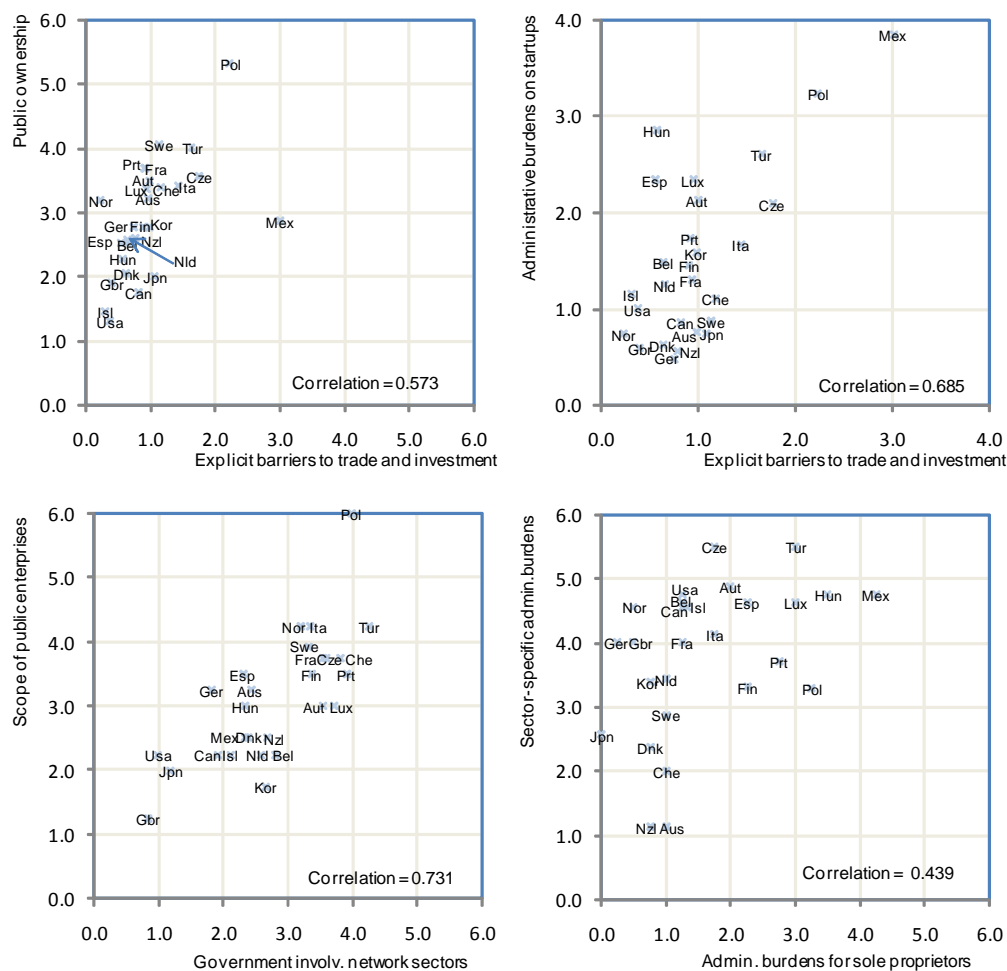 6.0
5.0
4.0
3.0
2.0
1.0
0.0
Public ownership
Pol
Swe
Tur
Prt
Fra
Aut
Cze
Lux
Che
Ita
Nor
Aus
Mex
Ger
Fin
Kor
Esp
Bel
Nzl
Hun
Nld
Dnk
Jpn
Gbr
Can
Isl
Usa
Correlation = 0.573
0.0 1.0 2.0 3.0 4.0 5.0 6.0
Explicit barriers to trade and investment
4.0
3.0
2.0
1.0
0.0
Administrative burdens on startups
Mex
Pol
Hun
Tur
Esp
Lux
Aut
Cze
Prt
Ita
Kor
Bel
Fin
Nld
Fra
Isl
Che
Usa
Can
Swe
Nor
Aus
Jpn
Gbr
Dnk
Nzl
Ger
Correlation = 0.685
0.0 1.0 2.0 3.0 4.0
Explicit barriers to trade and investment
6.0
5.0
4.0
3.0
2.0
1.0
0.0
Scope of public enterprises
Pol
Nor
Ita
Tur
Swe
Fra
Cze
Che
Esp
Fin
Prt
Ger
Aus
Hun
Aut
Lux
Mex
Dnk
Nzl
Usa
Can
Isl
Nld
Bel
Jpn
Kor
Gbr
Correlation = 0.731
0.0 1.0 2.0 3.0 4.0 5.0 6.0
Government involv. network sectors
6.0
5.0
4.0
3.0
2.0
1.0
0.0
Sector-specific admin. burdens
Cze
Tur
Usa
Aut
Bel
Hun
Mex
Nor
Can
Isl
Esp
Lux
Ger
Gbr
Fra
Ita
Prt
Kor
Nld
Fin
Pol
Swe
Jpn
Dnk
Che
Nzl
Aus
Correlation = 0.439
0.0 1.0 2.0 3.0 4.0 5.0 6.0
Admin. burdens for sole proprietors